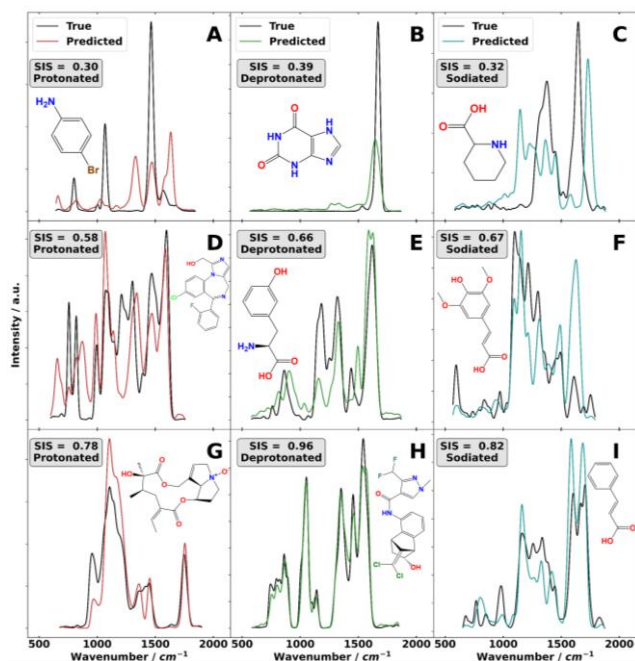 True
Predicted
A
SIS = 0.30
Protonated
H₂N
Br
True
Predicted
B
SIS = 0.39
Deprotonated
O
HN
H
N
O
N
H
N
True
Predicted
C
SIS = 0.32
Sodiated
OH
O
NH
SIS = 0.58
Protonated
D
HO
N
N
N
Cl
F
SIS = 0.66
Deprotonated
E
OH
H₂N
O
HO
SIS = 0.67
Sodiated
F
O
HO
O
O
HO
SIS = 0.78
Protonated
G
O
HO
O
N⁺
O⁻
O
O
SIS = 0.96
Deprotonated
H
F
F
N
N
O
HN
OH
Cl
Cl
SIS = 0.82
Sodiated
I
O
HO
Intensity / a.u.
500 1000 1500 2000
500 1000 1500 2000
500 1000 1500 2000
Wavenumber / cm⁻¹
Wavenumber / cm⁻¹
Wavenumber / cm⁻¹